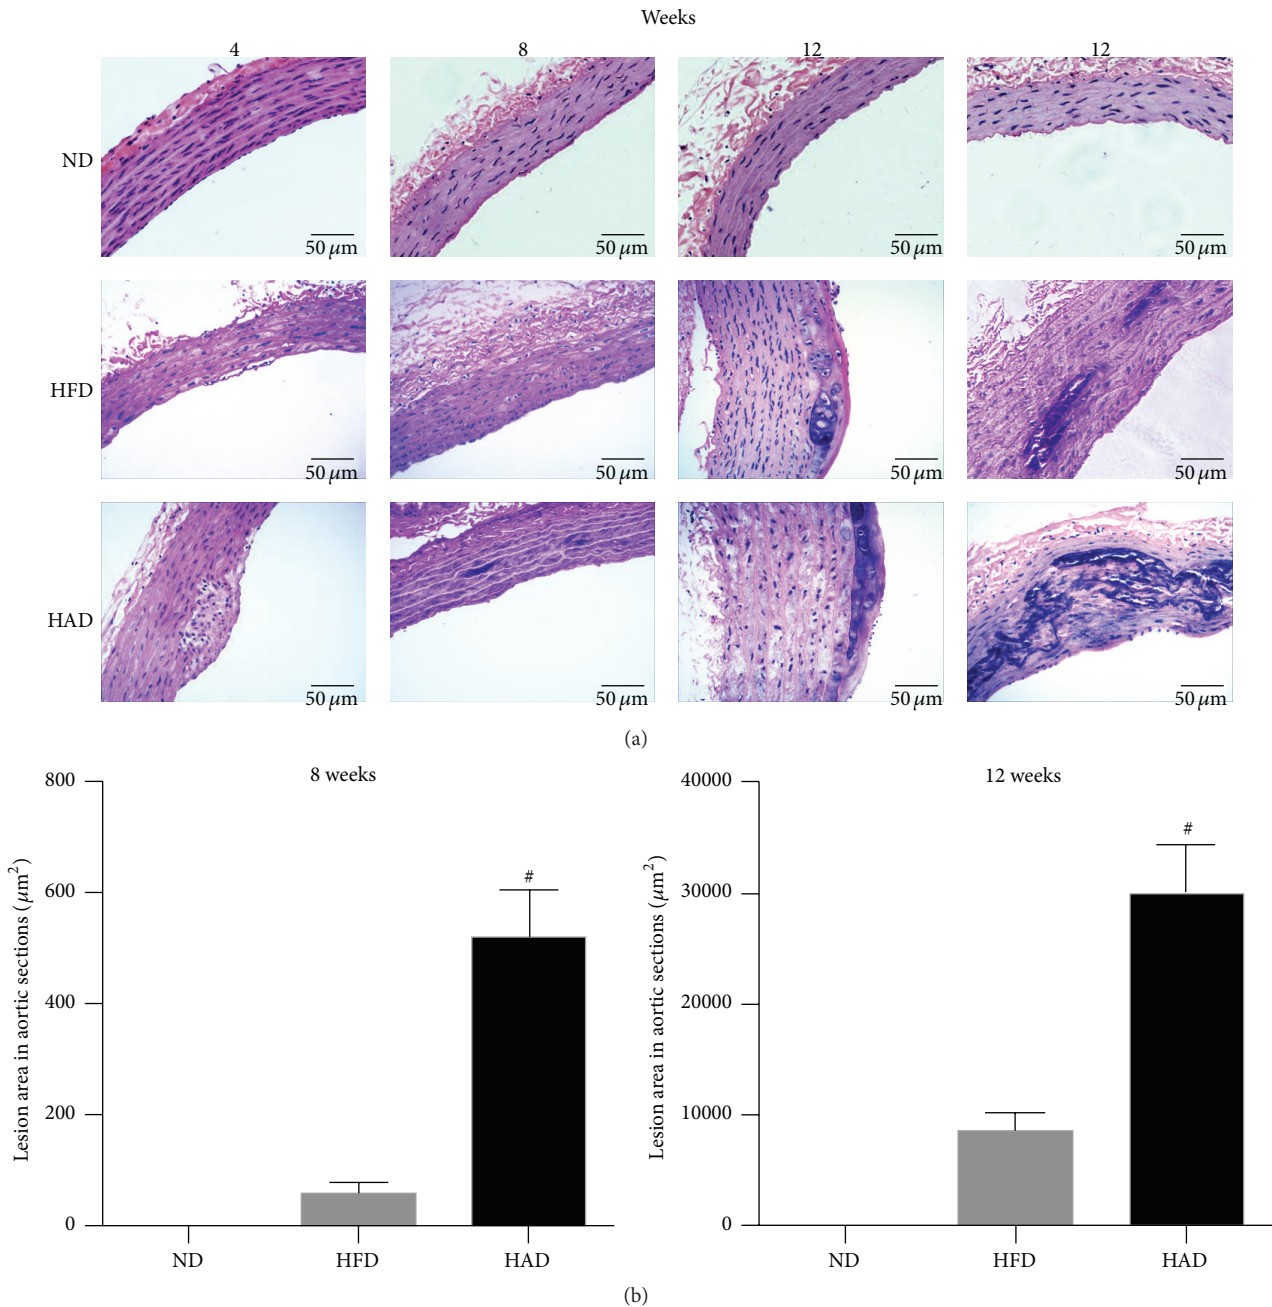 Weeks
4 8 12 12
ND
50 μm 50 μm 50 μm 50 μm
HFD
50 μm 50 μm 50 μm 50 μm
HAD
50 μm 50 μm 50 μm 50 μm
(a)
8 weeks
Lesion area in aortic sections (μm²)
800
600
400
200
0
#
ND HFD HAD
12 weeks
Lesion area in aortic sections (μm²)
40000
30000
20000
10000
0
#
ND HFD HAD
(b)